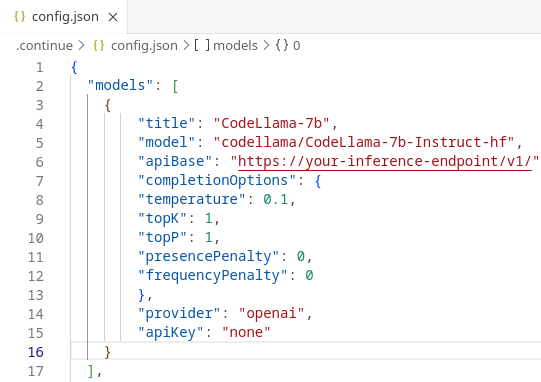 {} config.json ×
.continue > {} config.json > [ ] models > {} 0
1 {
2 "models": [
3 {
4 "title": "CodeLlama-7b",
5 "model": "codellama/CodeLlama-7b-Instruct-hf",
6 "apiBase": "https://your-inference-endpoint/v1/"
7 "completionOptions": {
8 "temperature": 0.1,
9 "topK": 1,
10 "topP": 1,
11 "presencePenalty": 0,
12 "frequencyPenalty": 0
13 },
14 "provider": "openai",
15 "apiKey": "none"
16 }
17 ],